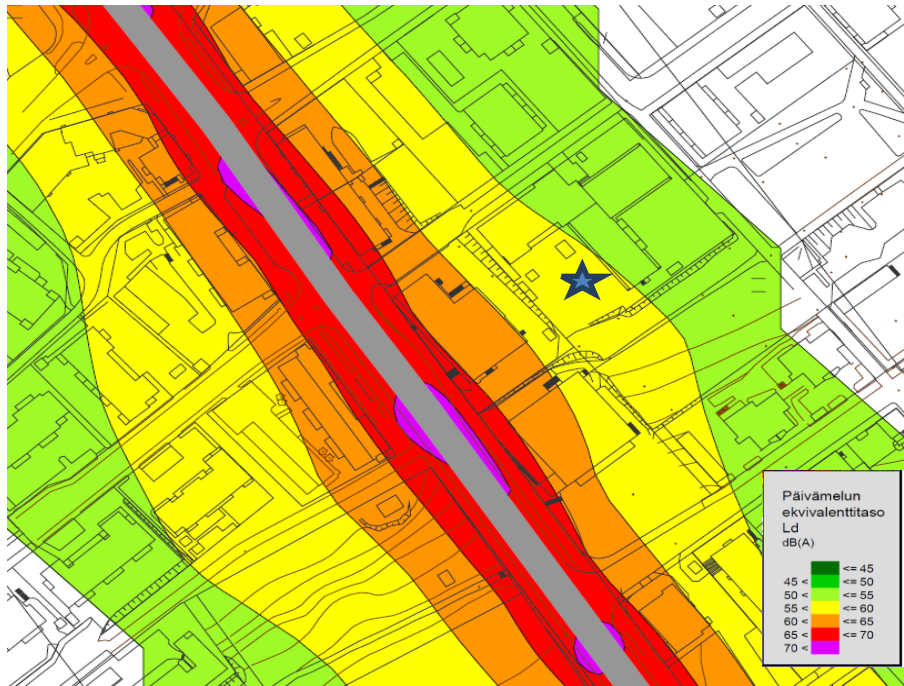 Päivämelun
ekvivalenttitaso
Ld
dB(A)
<= 45
45 < <= 50
50 < <= 55
55 < <= 60
60 < <= 65
65 < <= 70
70 <